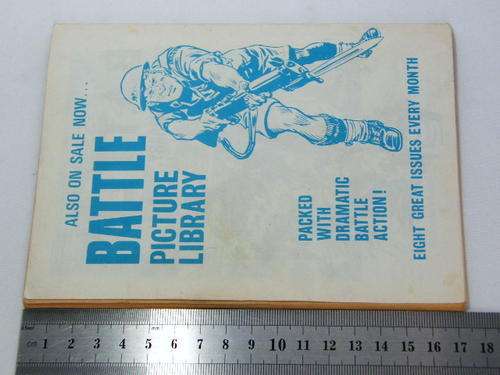 ALSO ON SALE NOW...
BATTLE
PICTURE
LIBRARY
PACKED
WITH
DRAMATIC
BATTLE
ACTION!
EIGHT GREAT ISSUES EVERY MONTH
cm 1 2 3 4 5 6 7 8 9 10 11 12 13 14 15 16 17 18